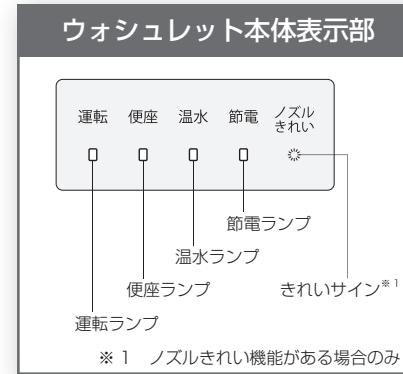 ウォシュレット本体表示部
運転 便座 温水 節電 ノズル
きれい
節電ランプ
温水ランプ
便座ランプ きれいサイン※1
運転ランプ
※1 ノズルきれい機能がある場合のみ